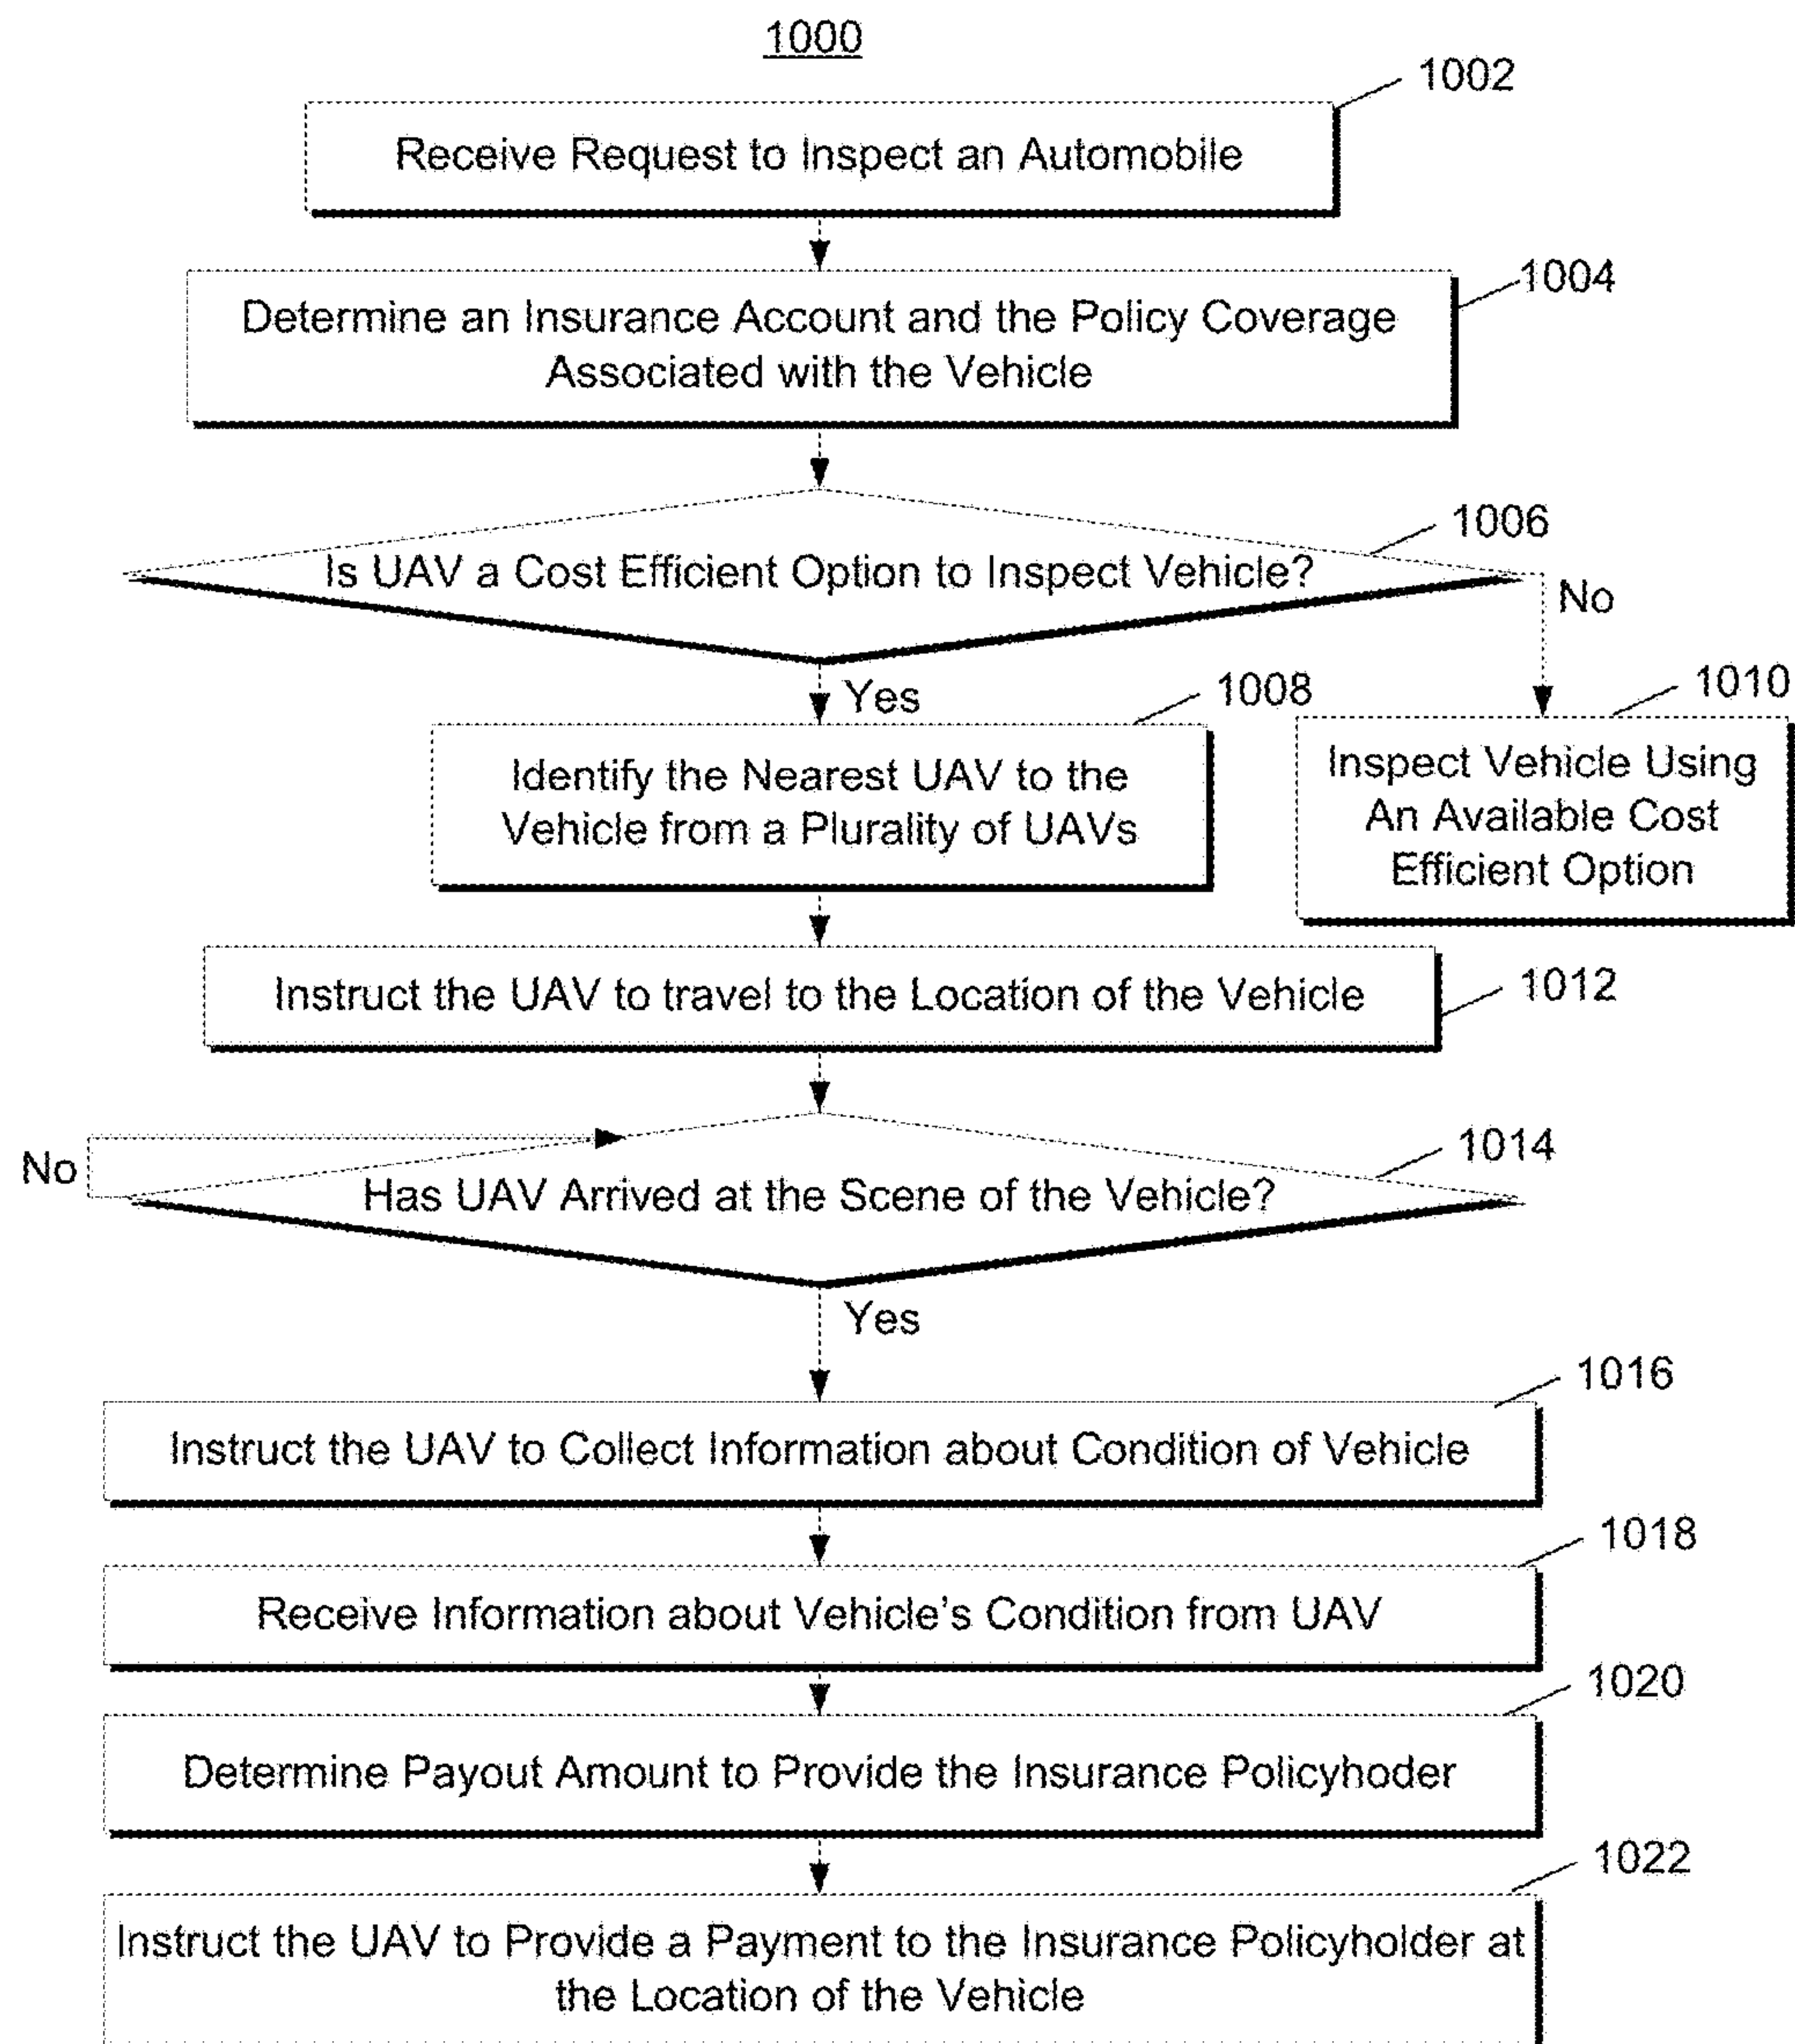 1000
1002
Receive Request to Inspect an Automobile
1004
Determine an Insurance Account and the Policy Coverage
Associated with the Vehicle
1006
Is UAV a Cost Efficient Option to Inspect Vehicle?
No
Yes
1008
Identify the Nearest UAV to the
Vehicle from a Plurality of UAVs
1010
Inspect Vehicle Using
An Available Cost
Efficient Option
Instruct the UAV to travel to the Location of the Vehicle
1012
No
1014
Has UAV Arrived at the Scene of the Vehicle?
Yes
1016
Instruct the UAV to Collect Information about Condition of Vehicle
1018
Receive Information about Vehicle's Condition from UAV
1020
Determine Payout Amount to Provide the Insurance Policyhoder
1022
Instruct the UAV to Provide a Payment to the Insurance Policyholder at
the Location of the Vehicle